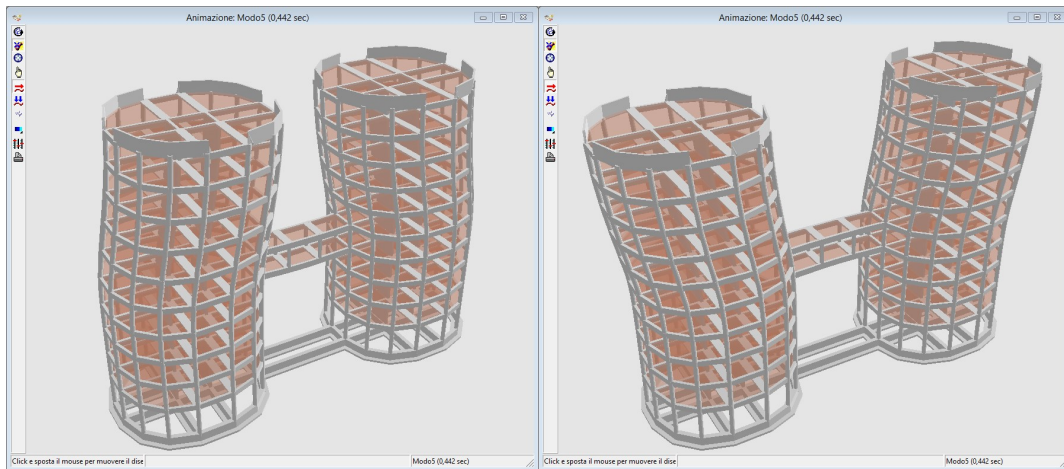 Animazione: Modo5 (0,442 sec)
Animazione: Modo5 (0,442 sec)
Click e sposta il mouse per muovere il dise
Modo5 (0,442 sec)
Click e sposta il mouse per muovere il dise
Modo5 (0,442 sec)